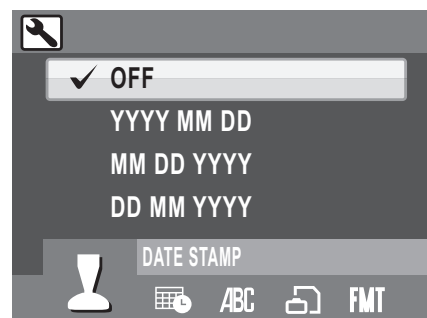 OFF
YYYY MM DD
MM DD YYYY
DD MM YYYY
DATE STAMP
ABC FMT